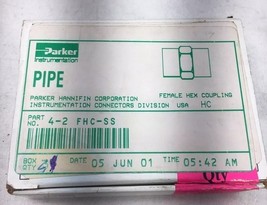 Parker
Instrumentation
PIPE
FEMALE HEX COUPLING
PARKER HANNIFIN CORPORATION
INSTRUMENTATION CONNECTORS DIVISION USA HC
PART NO. 4-2 FHC-SS
BOX QTY DATE 05 JUN 01 TIME 05:42 AM
QTY